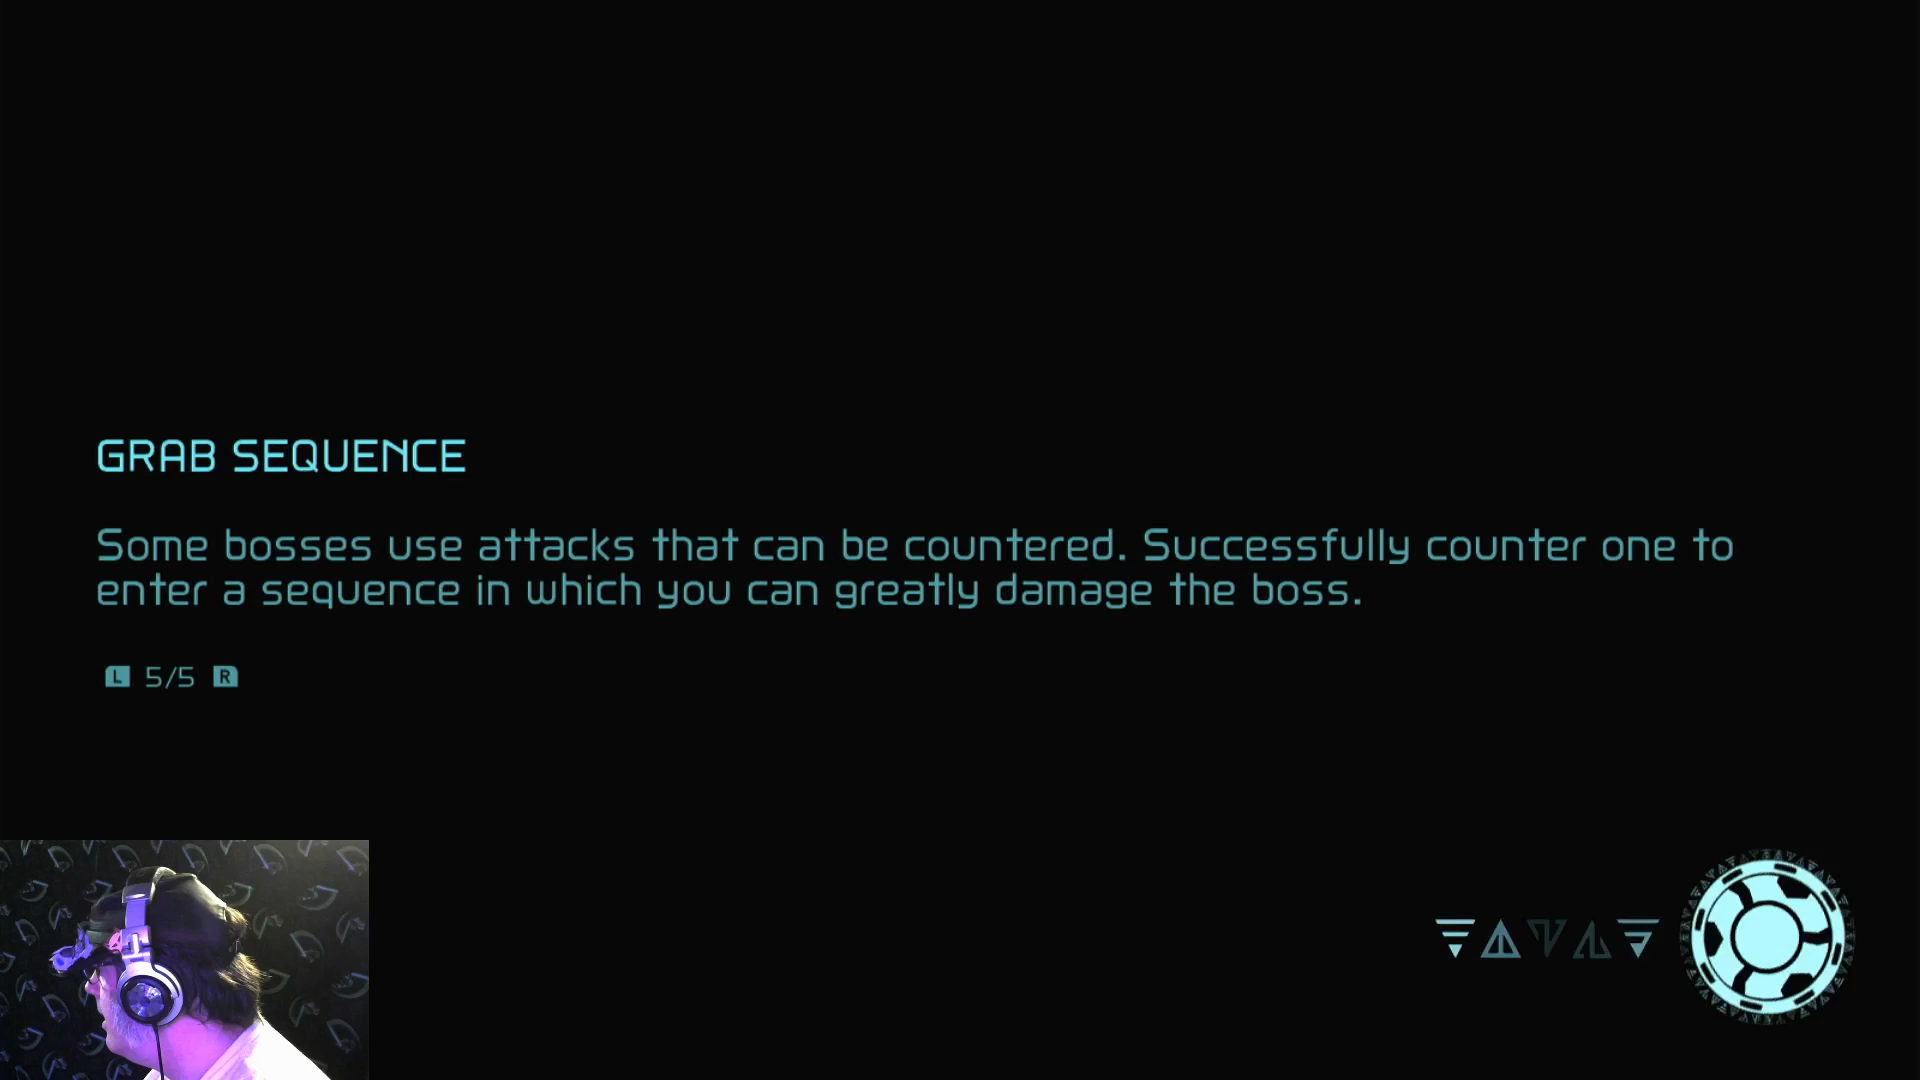 GRAB SEQUENCE
Some bosses use attacks that can be countered. Successfully counter one to
enter a sequence in which you can greatly damage the boss.
L 5/5 R